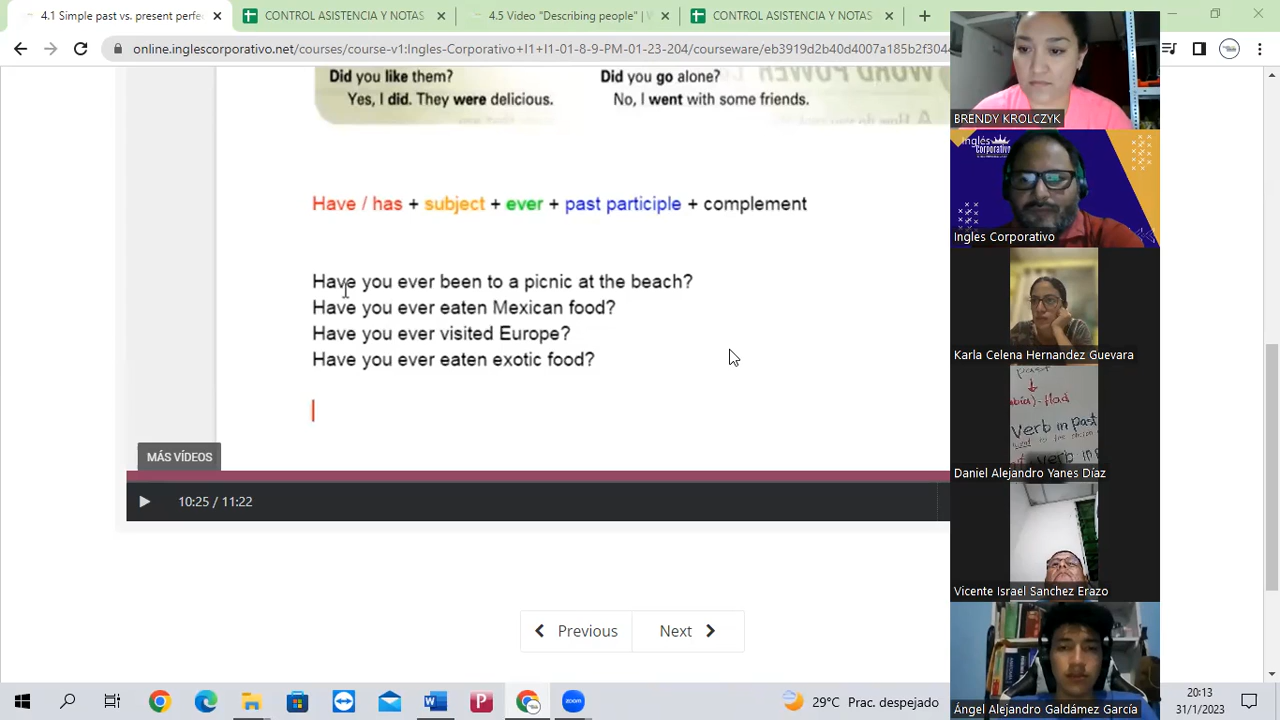 4.1 Simple past vs present perfe
CONTROL ASISTENCIA Y NOTAS
4.5 Video "Describing people" | V
CONTROL ASISTENCIA Y NOTAS
online.inglescorporativo.net/courses/course-v1:Ingles-Corporativo+I1+I1-01-8-9-PM-01-23-204/courseware/eb3919d2b40d4007a185b2f304
Did you like them?
Did you go alone?
Yes, I did. They were delicious.
No, I went with some friends.
Have / has + subject + ever + past participle + complement
Have you ever been to a picnic at the beach?
Have you ever eaten Mexican food?
Have you ever visited Europe?
Have you ever eaten exotic food?
MÁS VÍDEOS
10:25 / 11:22
Previous
Next
BRENDY KROLCZYK
Inglés
Corporativo
Ingles Corporativo
Karla Celena Hernandez Guevara
past
Verb in past
Verb in
Daniel Alejandro Yanes Díaz
Vicente Israel Sanchez Erazo
Ángel Alejandro Galdámez García
29°C Prac. despejado
20:13
31/1/2023